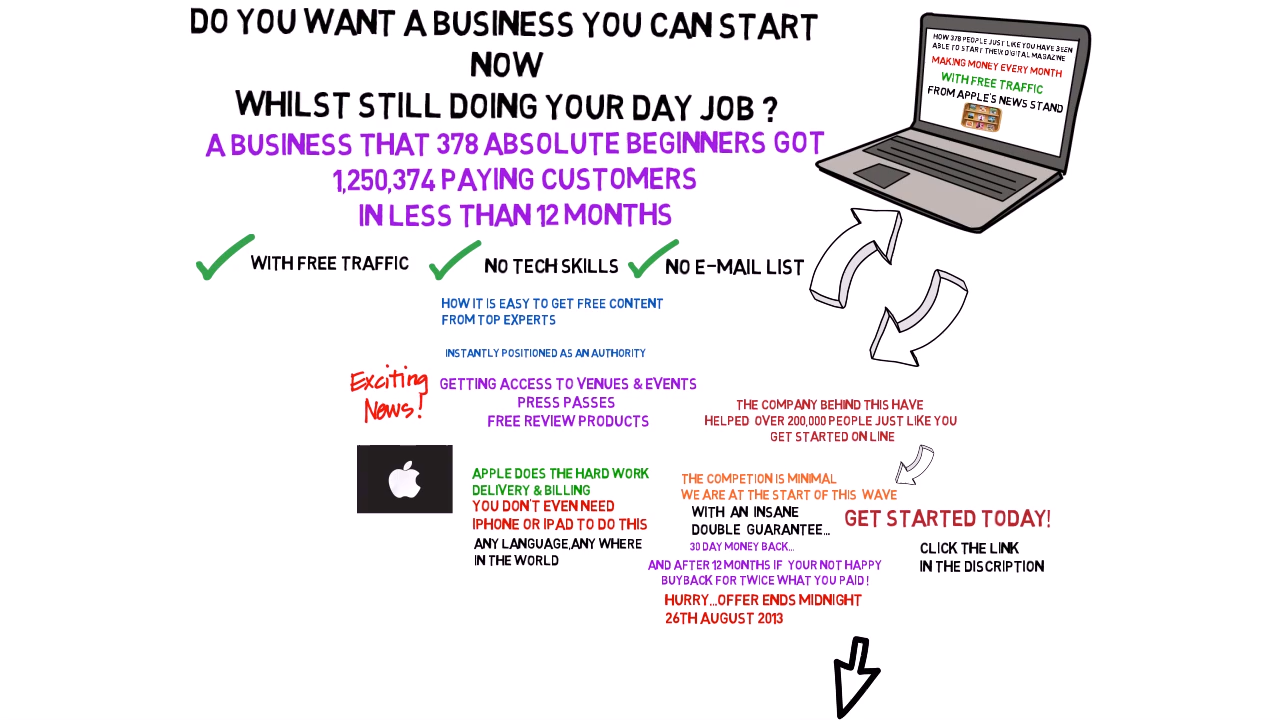 DO YOU WANT A BUSINESS YOU CAN START
NOW
WHILST STILL DOING YOUR DAY JOB ?
A BUSINESS THAT 378 ABSOLUTE BEGINNERS GOT
1,250,374 PAYING CUSTOMERS
IN LESS THAN 12 MONTHS
HOW 378 PEOPLE JUST LIKE YOU HAVE BEEN
ABLE TO START THEIR DIGITAL MAGAZINE
MAKING MONEY EVERY MONTH
WITH FREE TRAFFIC
FROM APPLE'S NEWS STAND
WITH FREE TRAFFIC
NO TECH SKILLS
NO E-MAIL LIST
HOW IT IS EASY TO GET FREE CONTENT
FROM TOP EXPERTS
INSTANTLY POSITIONED AS AN AUTHORITY
Exciting
News!
GETTING ACCESS TO VENUES & EVENTS
PRESS PASSES
FREE REVIEW PRODUCTS
APPLE DOES THE HARD WORK
DELIVERY & BILLING
YOU DON'T EVEN NEED
IPHONE OR IPAD TO DO THIS
ANY LANGUAGE,ANY WHERE
IN THE WORLD
THE COMPANY BEHIND THIS HAVE
HELPED OVER 200,000 PEOPLE JUST LIKE YOU
GET STARTED ON LINE
THE COMPETION IS MINIMAL
WE ARE AT THE START OF THIS WAVE
WITH AN INSANE
DOUBLE GUARANTEE...
30 DAY MONEY BACK...
AND AFTER 12 MONTHS IF YOUR NOT HAPPY
BUYBACK FOR TWICE WHAT YOU PAID!
HURRY...OFFER ENDS MIDNIGHT
26TH AUGUST 2013
GET STARTED TODAY!
CLICK THE LINK
IN THE DISCRIPTION